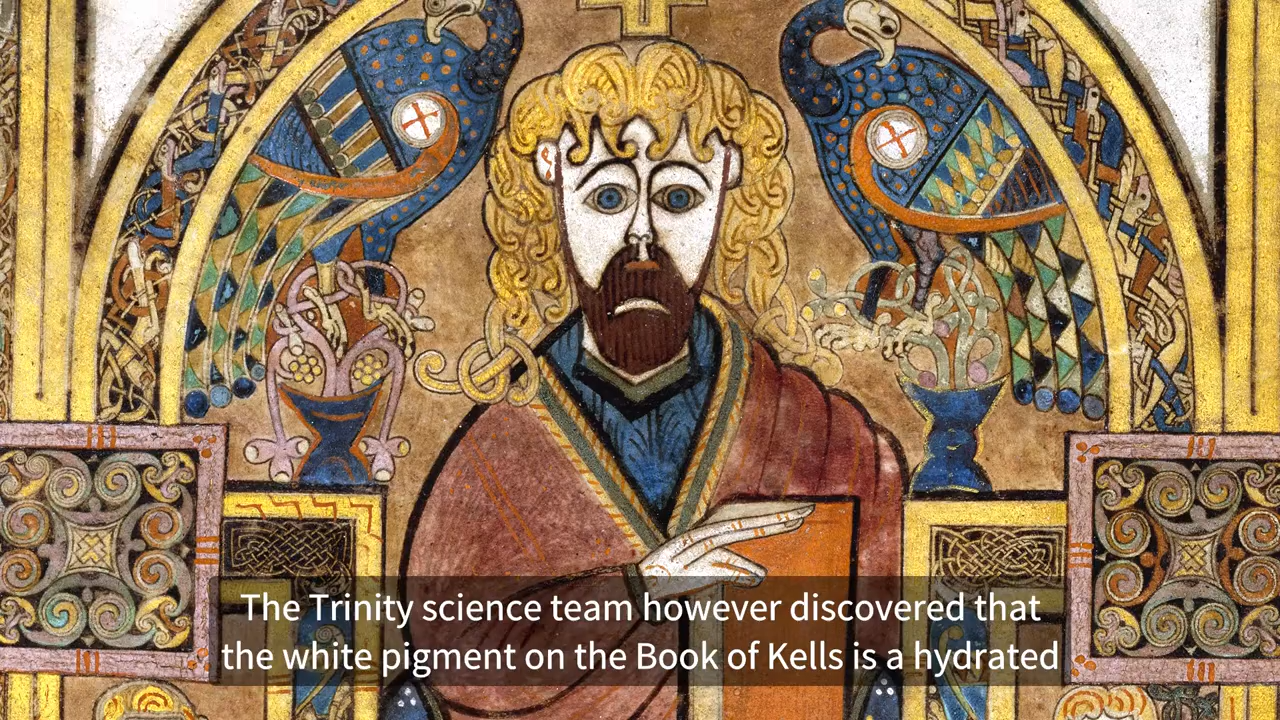 The Trinity science team however discovered that
the white pigment on the Book of Kells is a hydrated